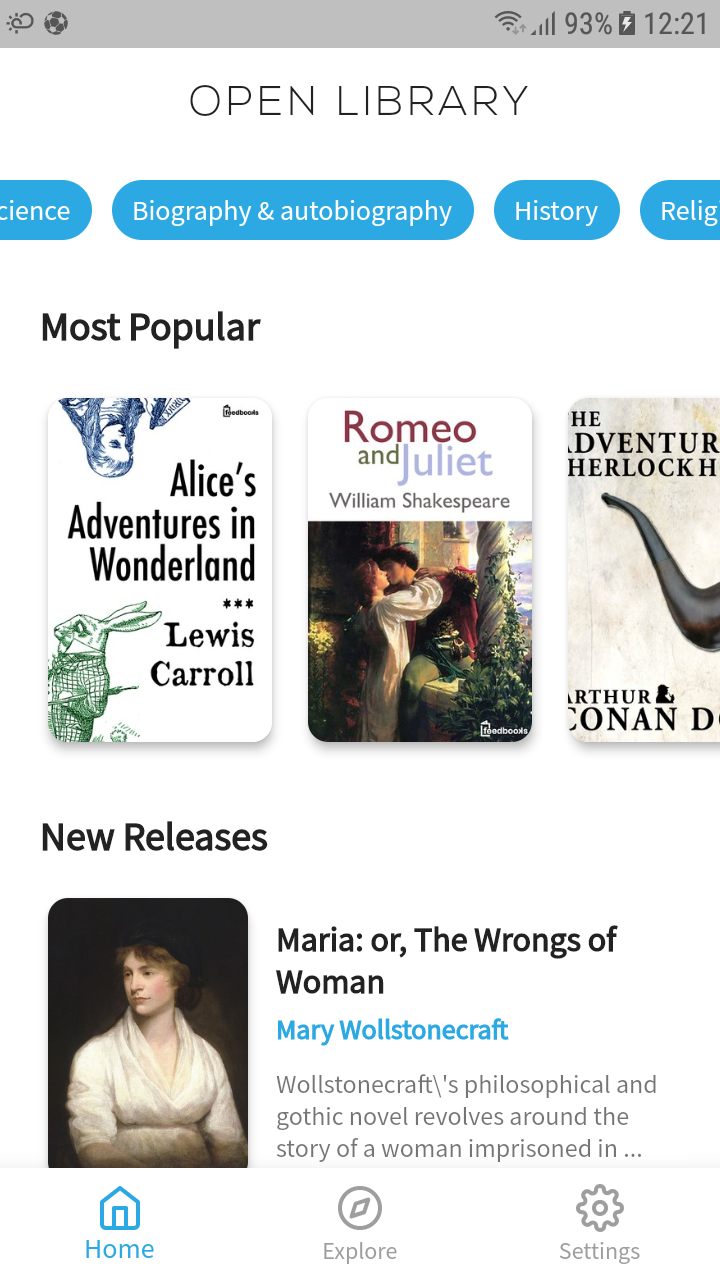 93% 12:21
OPEN LIBRARY
cience Biography & autobiography History Relig
Most Popular
feedbooks
Alice's
Adventures in
Wonderland
***
Lewis
Carroll
Romeo
and Juliet
William Shakespeare
feedbooks
HE
DVENTUR
HERLOCK H
ARTHUR
CONAN D
New Releases
Maria: or, The Wrongs of
Woman
Mary Wollstonecraft
Wollstonecraft\'s philosophical and
gothic novel revolves around the
story of a woman imprisoned in ...
Home Explore Settings